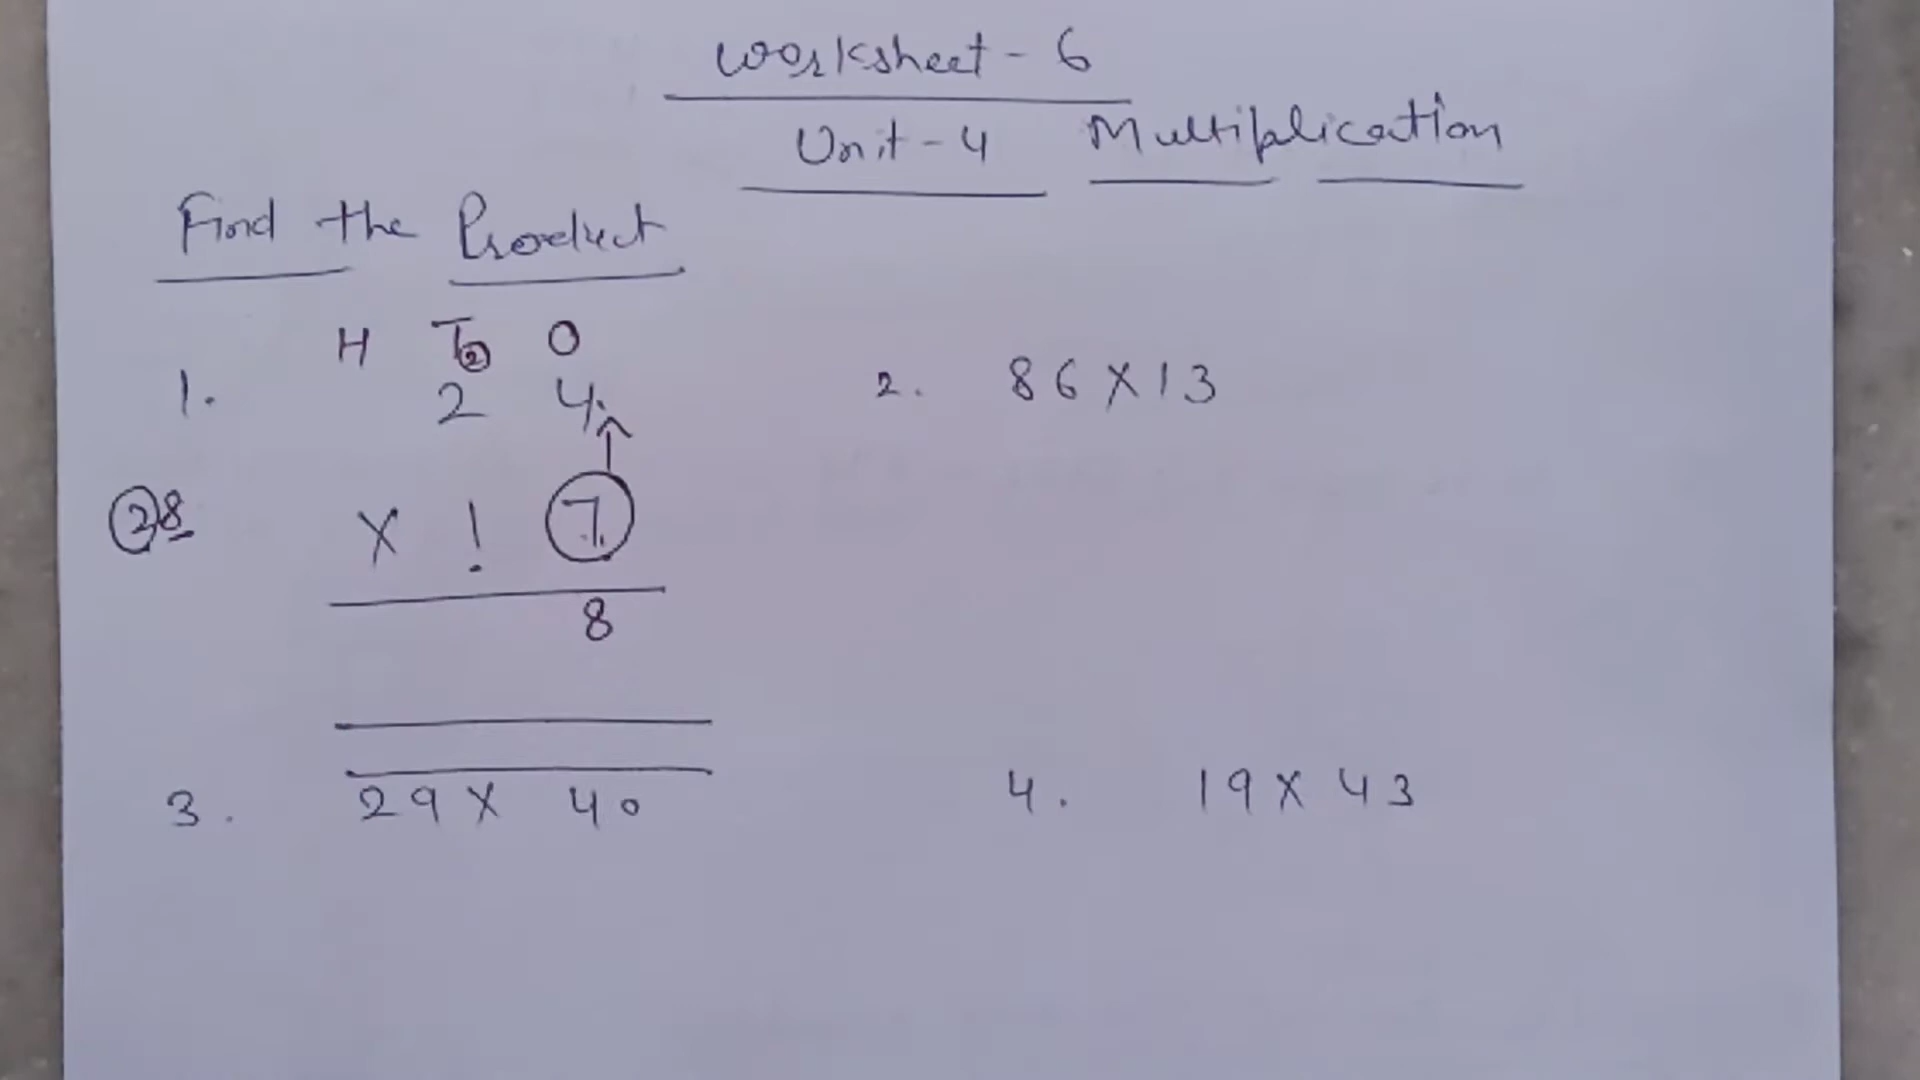 Worksheet - 6
Unit - 4 Multiplication
Find the Product
H T② O
1. 2 4
28 × 1 7
8
2. 86 × 13
3. 29 × 40
4. 19 × 43